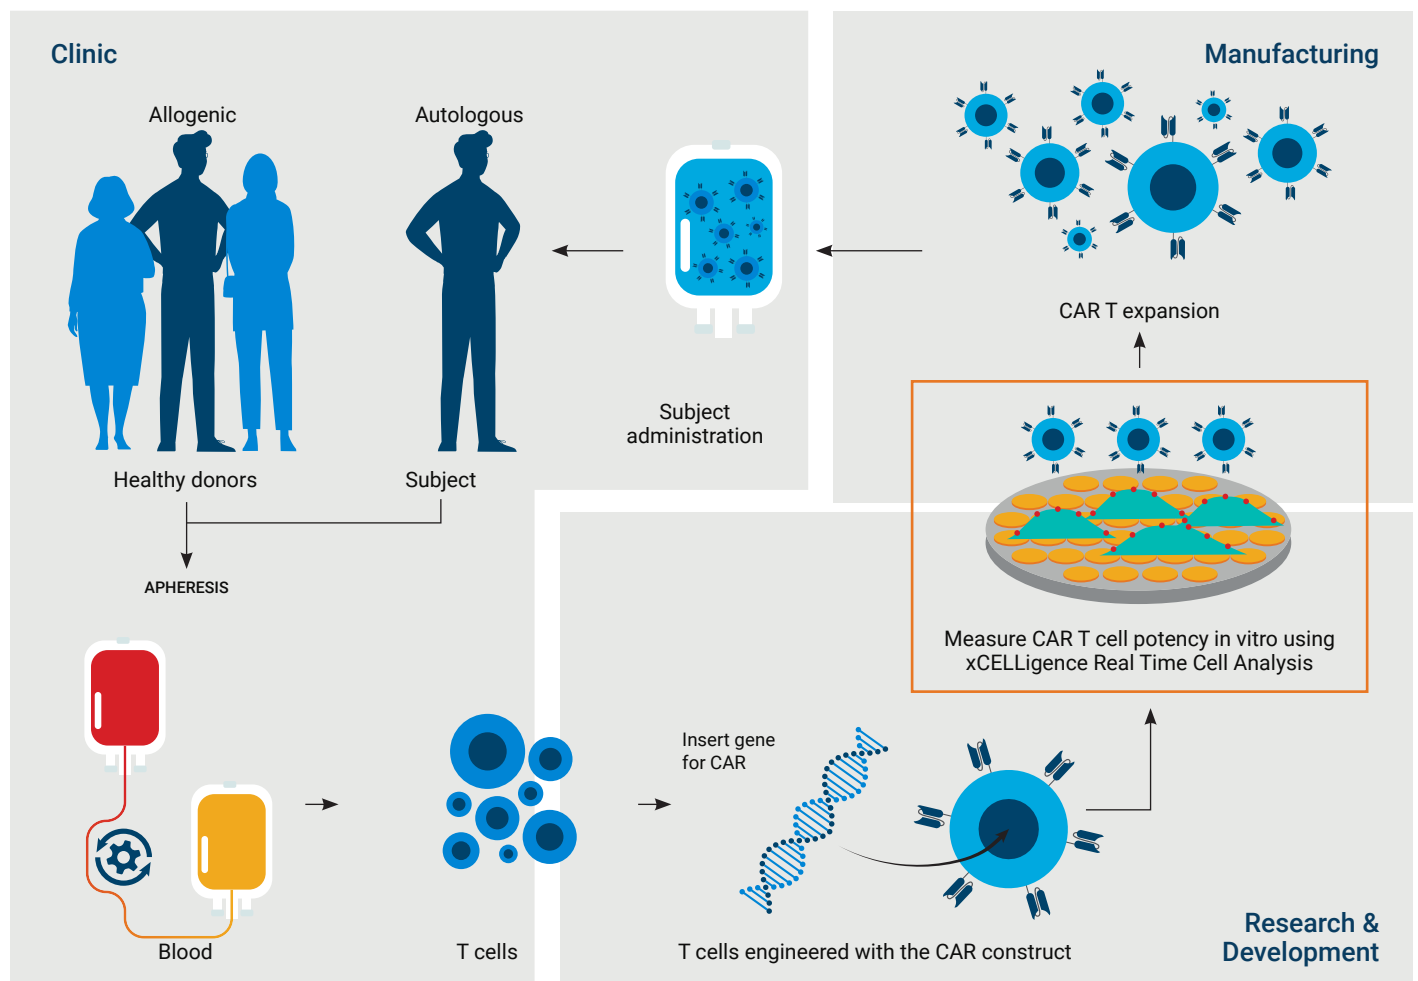 Clinic
Allogenic
Autologous
Healthy donors
Subject
Subject
administration
APHERESIS
Blood
T cells
Manufacturing
CAR T expansion
Measure CAR T cell potency in vitro using
xCELLigence Real Time Cell Analysis
Insert gene
for CAR
T cells engineered with the CAR construct
Research &
Development